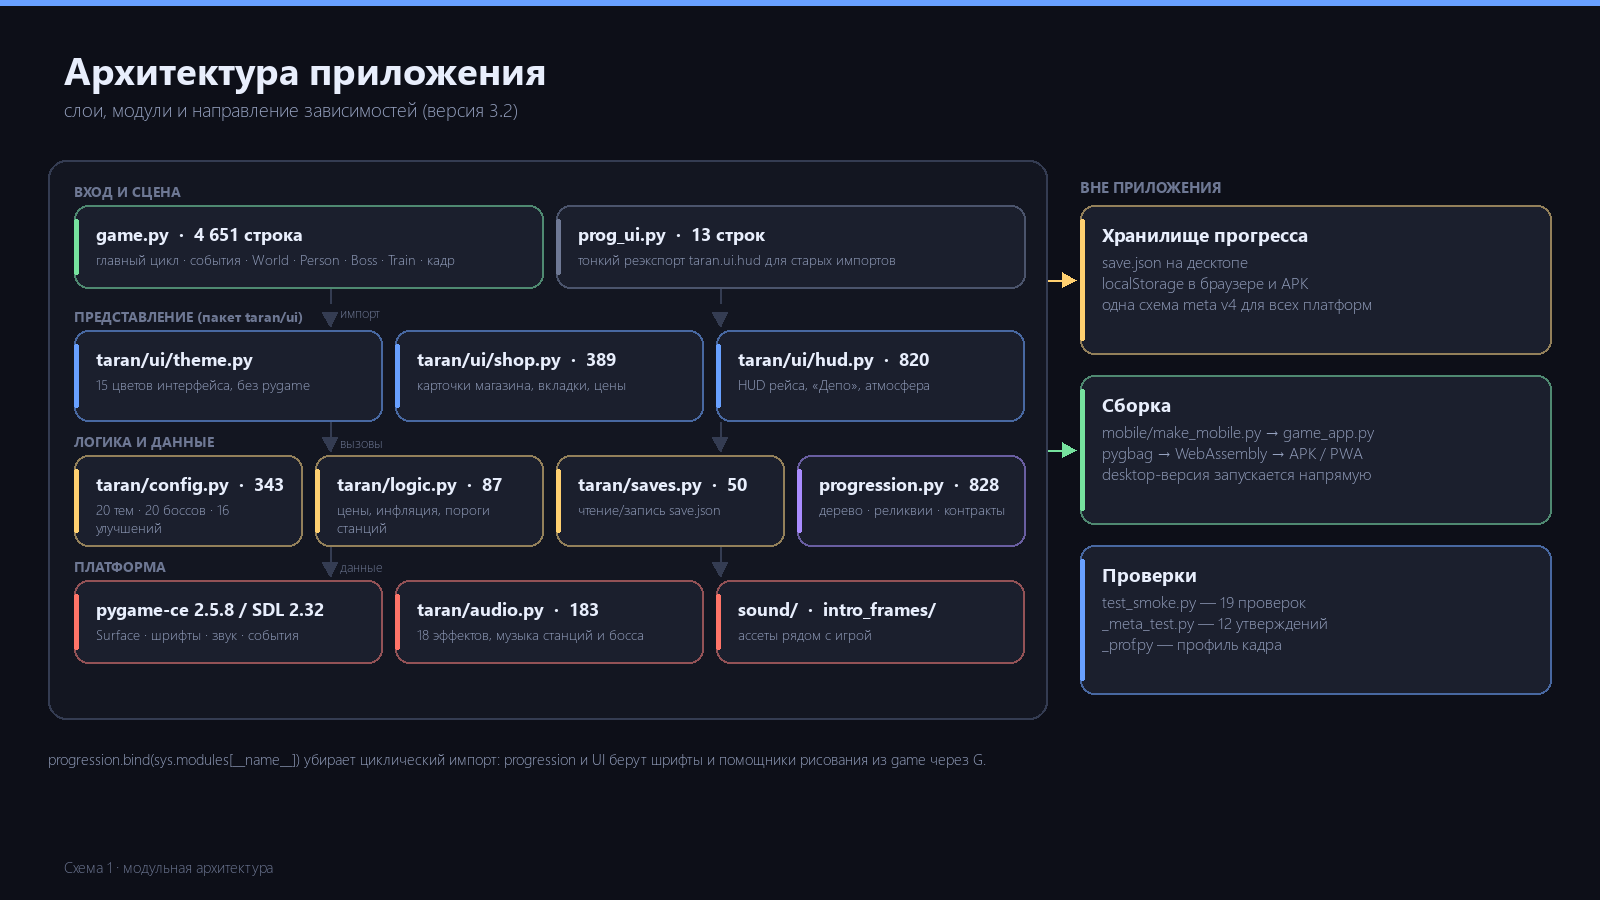 Архитектура приложения
слои, модули и направление зависимостей (версия 3.2)
ВХОД И СЦЕНА
game.py · 4 651 строка
главный цикл · события · World · Person · Boss · Train · кадр
prog_ui.py · 13 строк
тонкий реэкспорт taran.ui.hud для старых импортов
ПРЕДСТАВЛЕНИЕ (пакет taran/ui)
импорт
taran/ui/theme.py
15 цветов интерфейса, без pygame
taran/ui/shop.py · 389
карточки магазина, вкладки, цены
taran/ui/hud.py · 820
HUD рейса, «Депо», атмосфера
ЛОГИКА И ДАННЫЕ
вызовы
taran/config.py · 343
20 тем · 20 боссов · 16
улучшений
taran/logic.py · 87
цены, инфляция, пороги
станций
taran/saves.py · 50
чтение/запись save.json
progression.py · 828
дерево · реликвии · контракты
ПЛАТФОРМА
данные
pygame-ce 2.5.8 / SDL 2.32
Surface · шрифты · звук · события
taran/audio.py · 183
18 эффектов, музыка станций и босса
sound/ · intro_frames/
ассеты рядом с игрой
ВНЕ ПРИЛОЖЕНИЯ
Хранилище прогресса
save.json на десктопе
localStorage в браузере и APK
одна схема meta v4 для всех платформ
Сборка
mobile/make_mobile.py → game_app.py
pygbag → WebAssembly → APK / PWA
desktop-версия запускается напрямую
Проверки
test_smoke.py — 19 проверок
_meta_test.py — 12 утверждений
_prof.py — профиль кадра
progression.bind(sys.modules[__name__]) убирает циклический импорт: progression и UI берут шрифты и помощники рисования из game через G.
Схема 1 · модульная архитектура